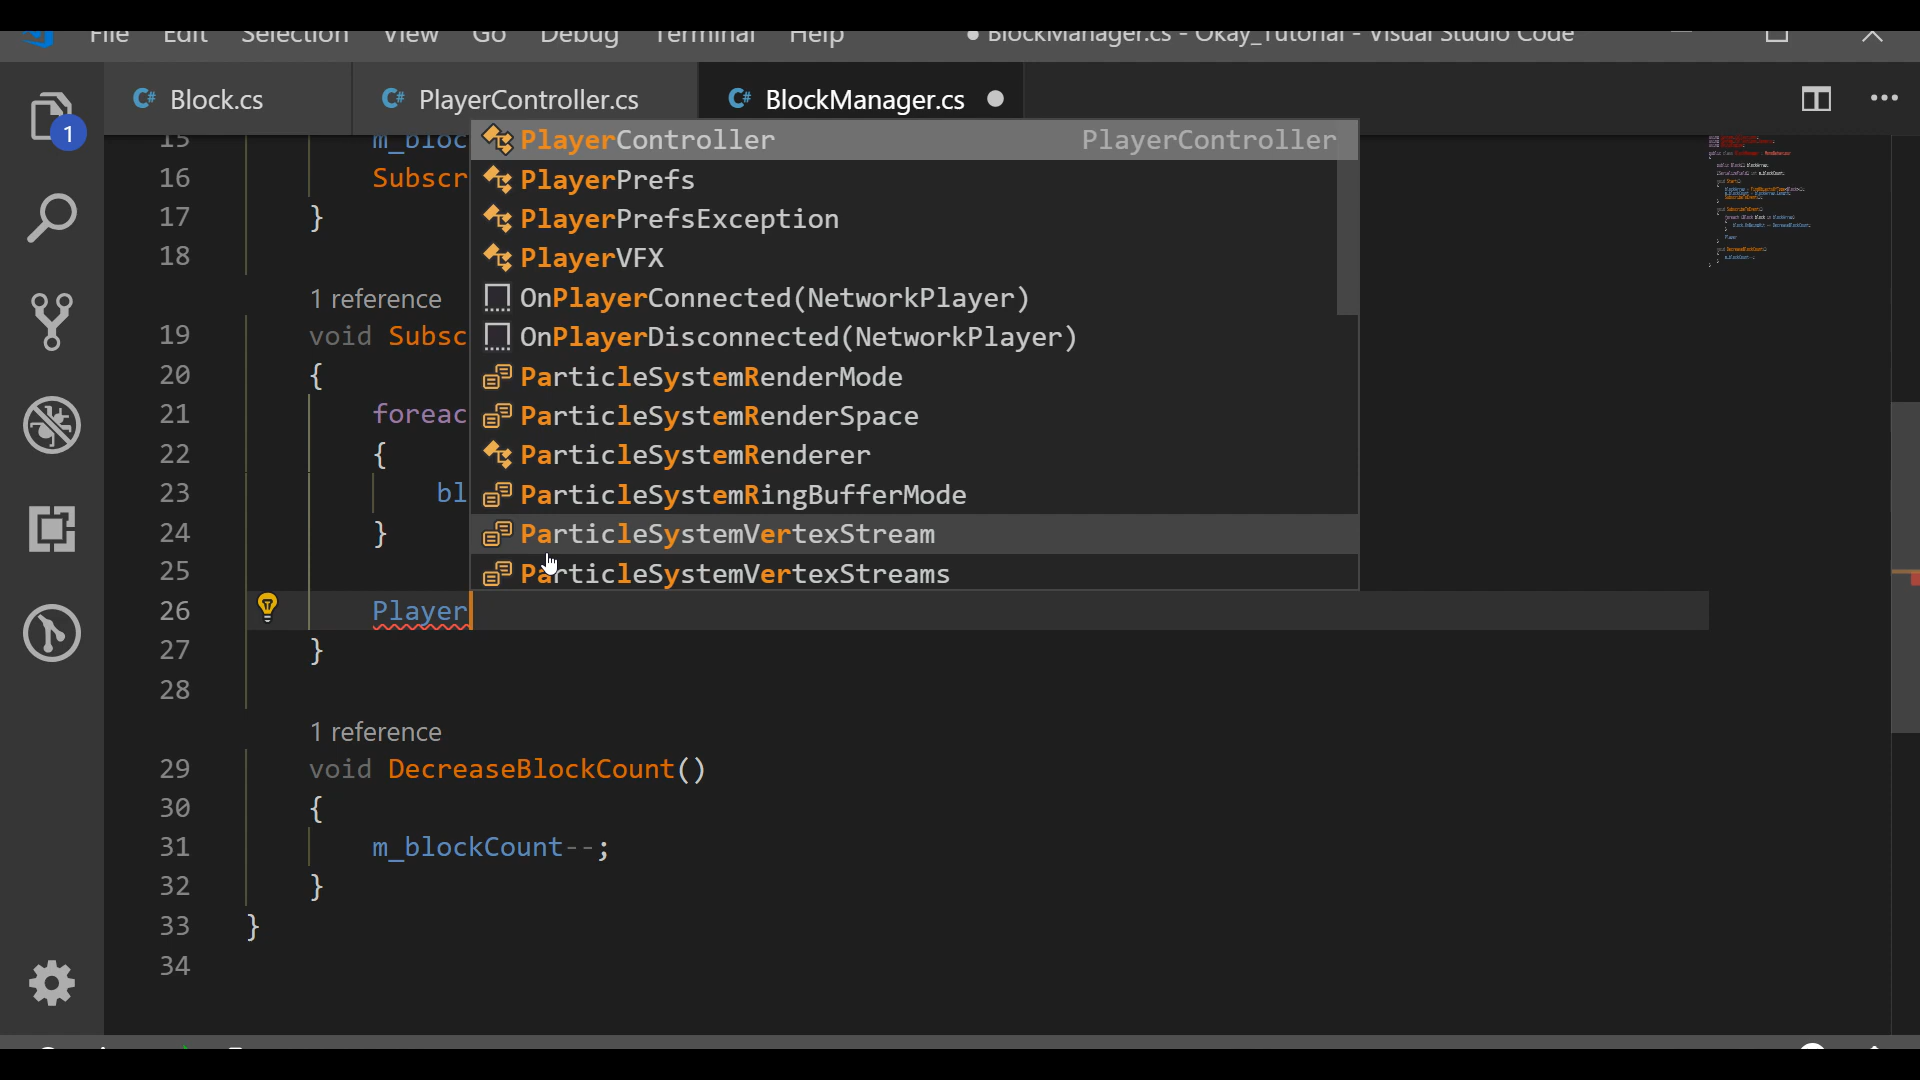 File Edit Selection View Go Debug Terminal Help ● BlockManager.cs - Okay_Tutorial - Visual Studio Code
1
C# Block.cs C# PlayerController.cs C# BlockManager.cs
15 m_bloc
16 Subscr
17 }
18
1 reference
19 void Subsc
20 {
21 foreac
22 {
23 bl
24 }
25
26 Player
27 }
28
1 reference
29 void DecreaseBlockCount()
30 {
31 m_blockCount--;
32 }
33 }
34
PlayerController PlayerController
PlayerPrefs
PlayerPrefsException
PlayerVFX
OnPlayerConnected(NetworkPlayer)
OnPlayerDisconnected(NetworkPlayer)
ParticleSystemRenderMode
ParticleSystemRenderSpace
ParticleSystemRenderer
ParticleSystemRingBufferMode
ParticleSystemVertexStream
ParticleSystemVertexStreams